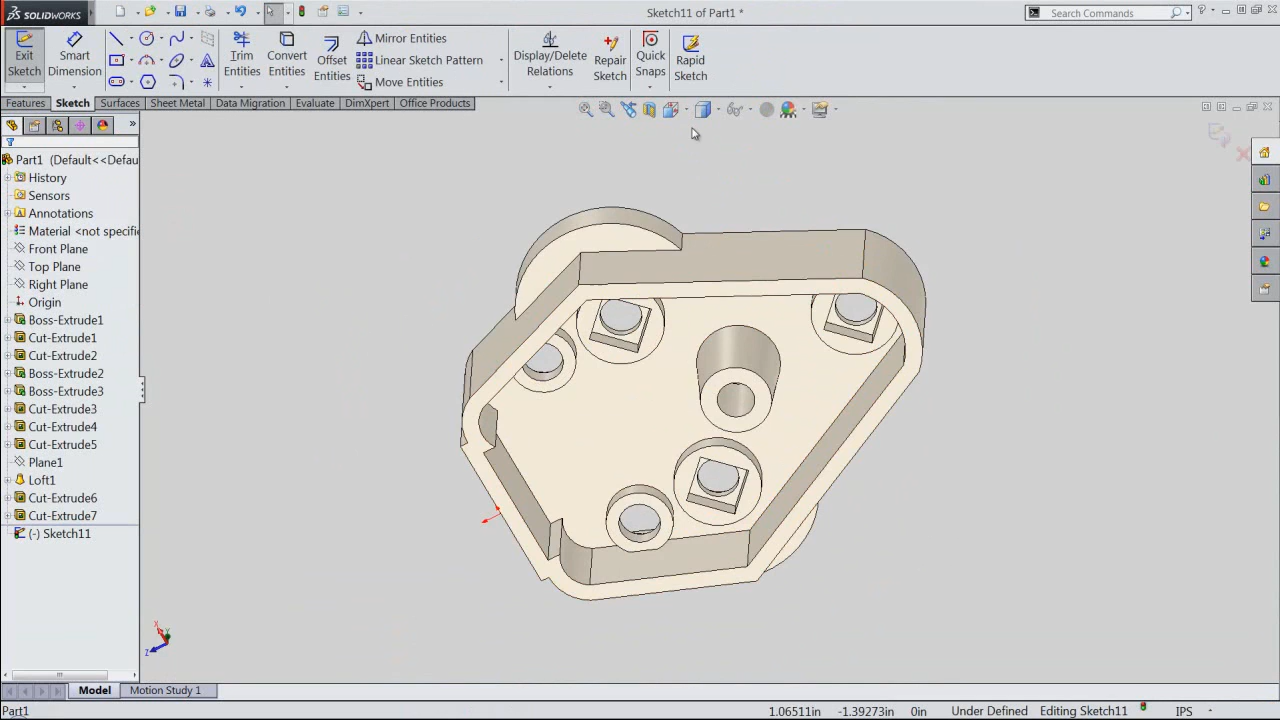 SOLIDWORKS
Sketch11 of Part1 *
Search Commands
Exit Sketch
Smart Dimension
Trim Entities
Convert Entities
Offset Entities
Mirror Entities
Linear Sketch Pattern
Move Entities
Display/Delete Relations
Repair Sketch
Quick Snaps
Rapid Sketch
Features
Sketch
Surfaces
Sheet Metal
Data Migration
Evaluate
DimXpert
Office Products
Part1 (Default<<Defau
History
Sensors
Annotations
Material <not specifi
Front Plane
Top Plane
Right Plane
Origin
Boss-Extrude1
Cut-Extrude1
Cut-Extrude2
Boss-Extrude2
Boss-Extrude3
Cut-Extrude3
Cut-Extrude4
Cut-Extrude5
Plane1
Loft1
Cut-Extrude6
Cut-Extrude7
(-) Sketch11
X
Y
Z
Model
Motion Study 1
Part1
1.06511in
-1.39273in
0in
Under Defined
Editing Sketch11
IPS